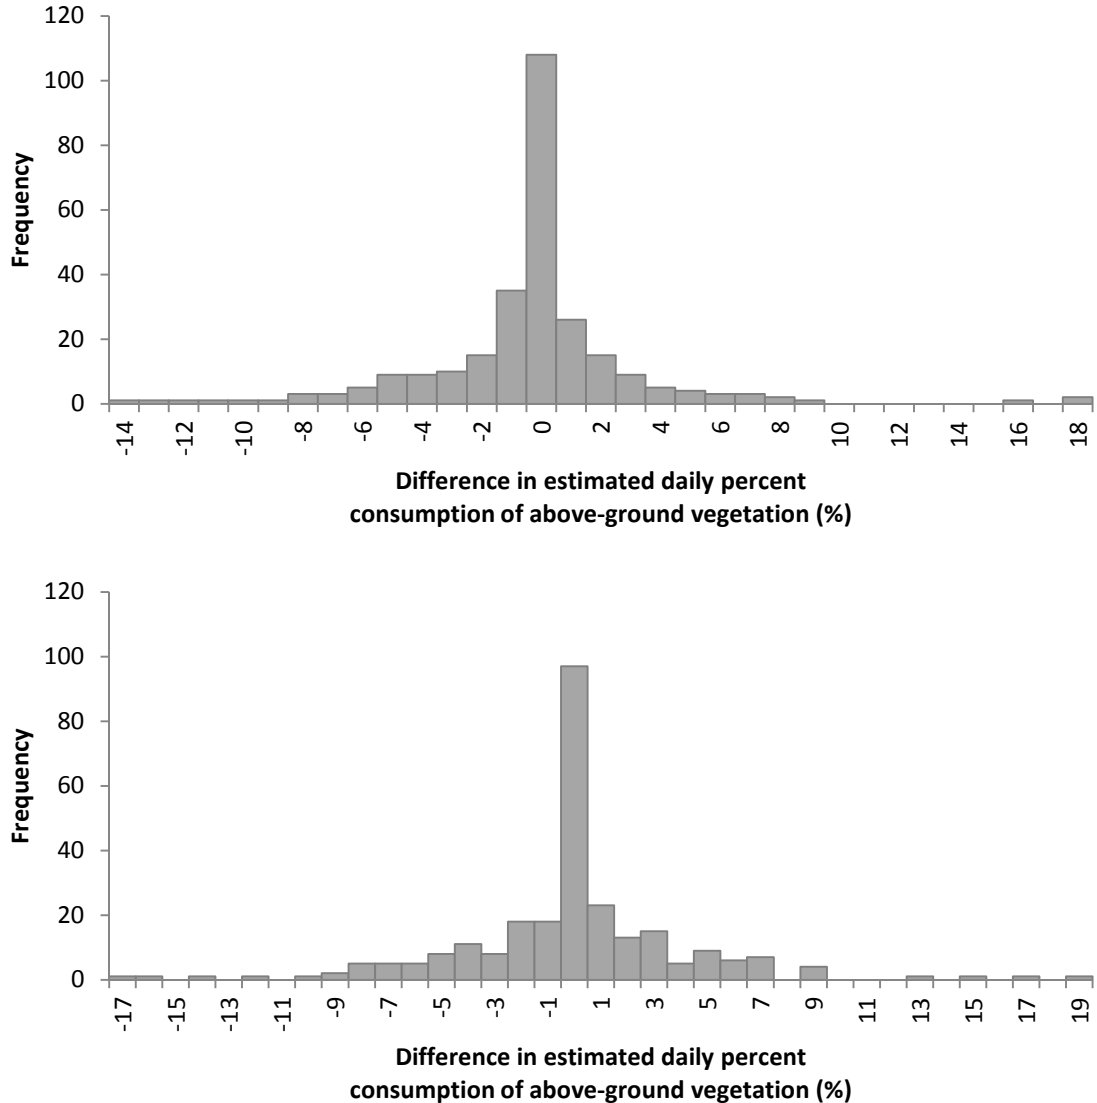 120
100
80
60
40
20
0
Frequency
-14 -12 -10 -8 -6 -4 -2 0 2 4 6 8 10 12 14 16 18
Difference in estimated daily percent
consumption of above-ground vegetation (%)
120
100
80
60
40
20
0
Frequency
-17 -15 -13 -11 -9 -7 -5 -3 -1 1 3 5 7 9 11 13 15 17 19
Difference in estimated daily percent
consumption of above-ground vegetation (%)